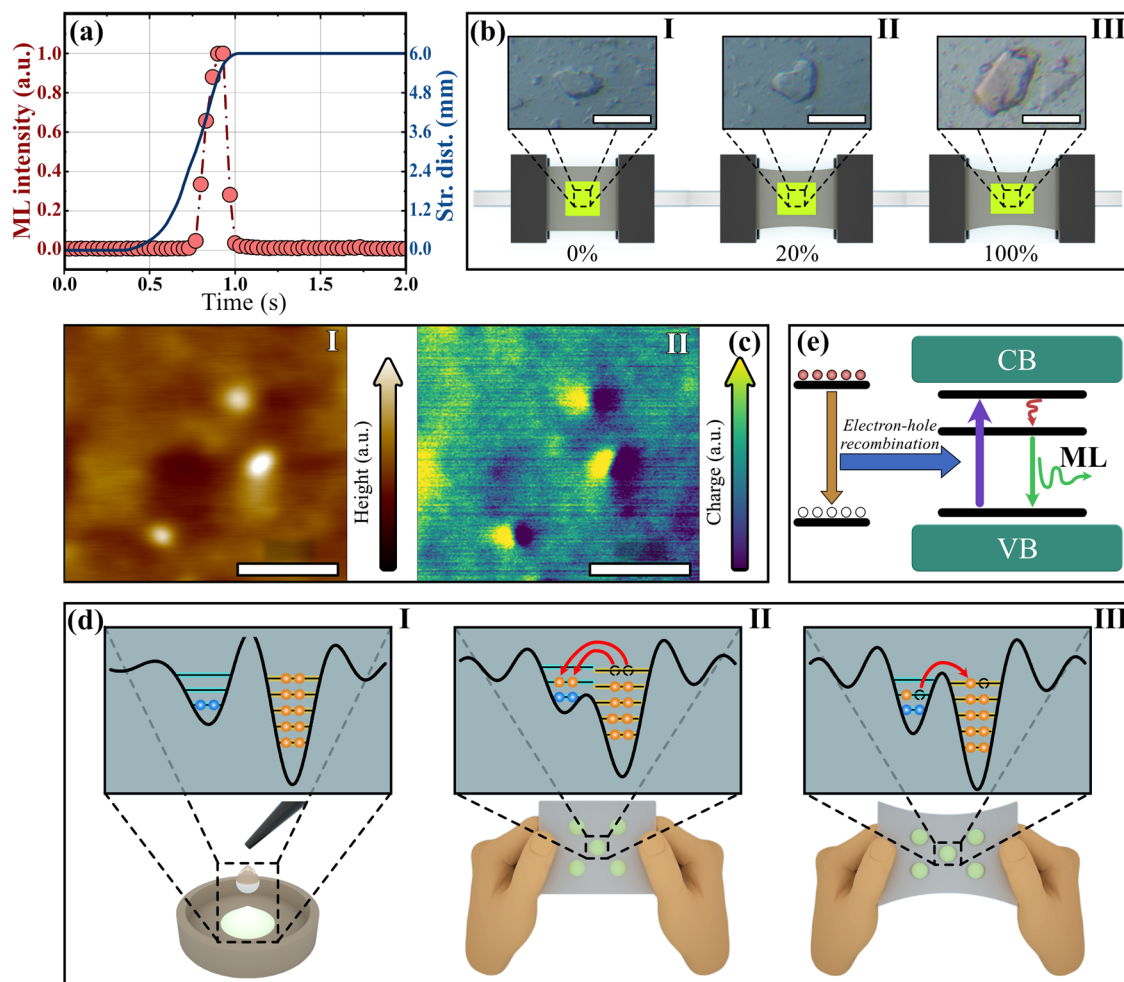 (a)
ML intensity (a.u.)
1.0
0.8
0.6
0.4
0.2
0.0
6.0
4.8
3.6
2.4
1.2
0.0
Str. dist. (mm)
0.0
0.5
1.0
1.5
2.0
Time (s)
(b)
I
II
III
0%
20%
100%
I
Height (a.u.)
II
(c)
Charge (a.u.)
(e)
CB
Electron-hole
recombination
ML
VB
(d)
I
II
III